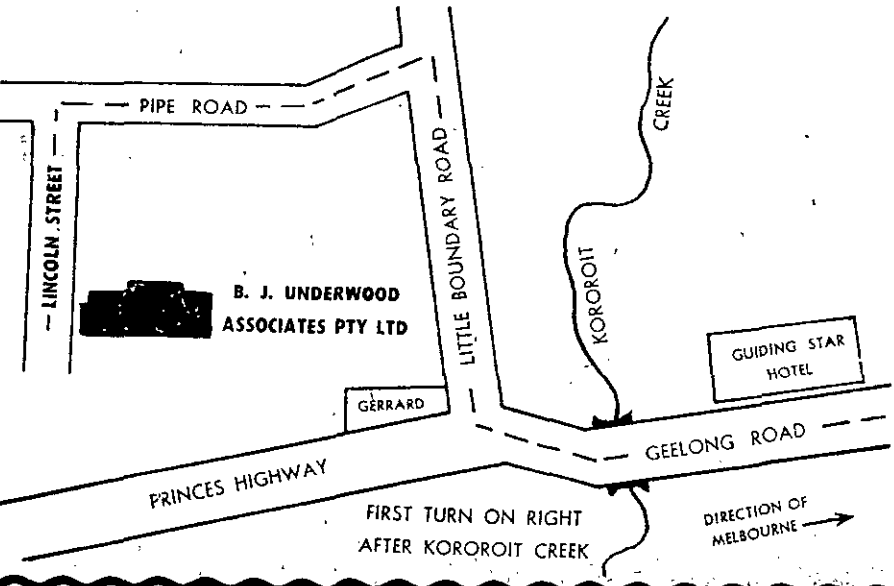 PIPE ROAD
LINCOLN STREET
B. J. UNDERWOOD
ASSOCIATES PTY LTD
LITTLE BOUNDARY ROAD
CREEK
KOROROIT
GUIDING STAR
HOTEL
GERRARD
GEELONG ROAD
PRINCES HIGHWAY
FIRST TURN ON RIGHT
AFTER KOROROIT CREEK
DIRECTION OF
MELBOURNE